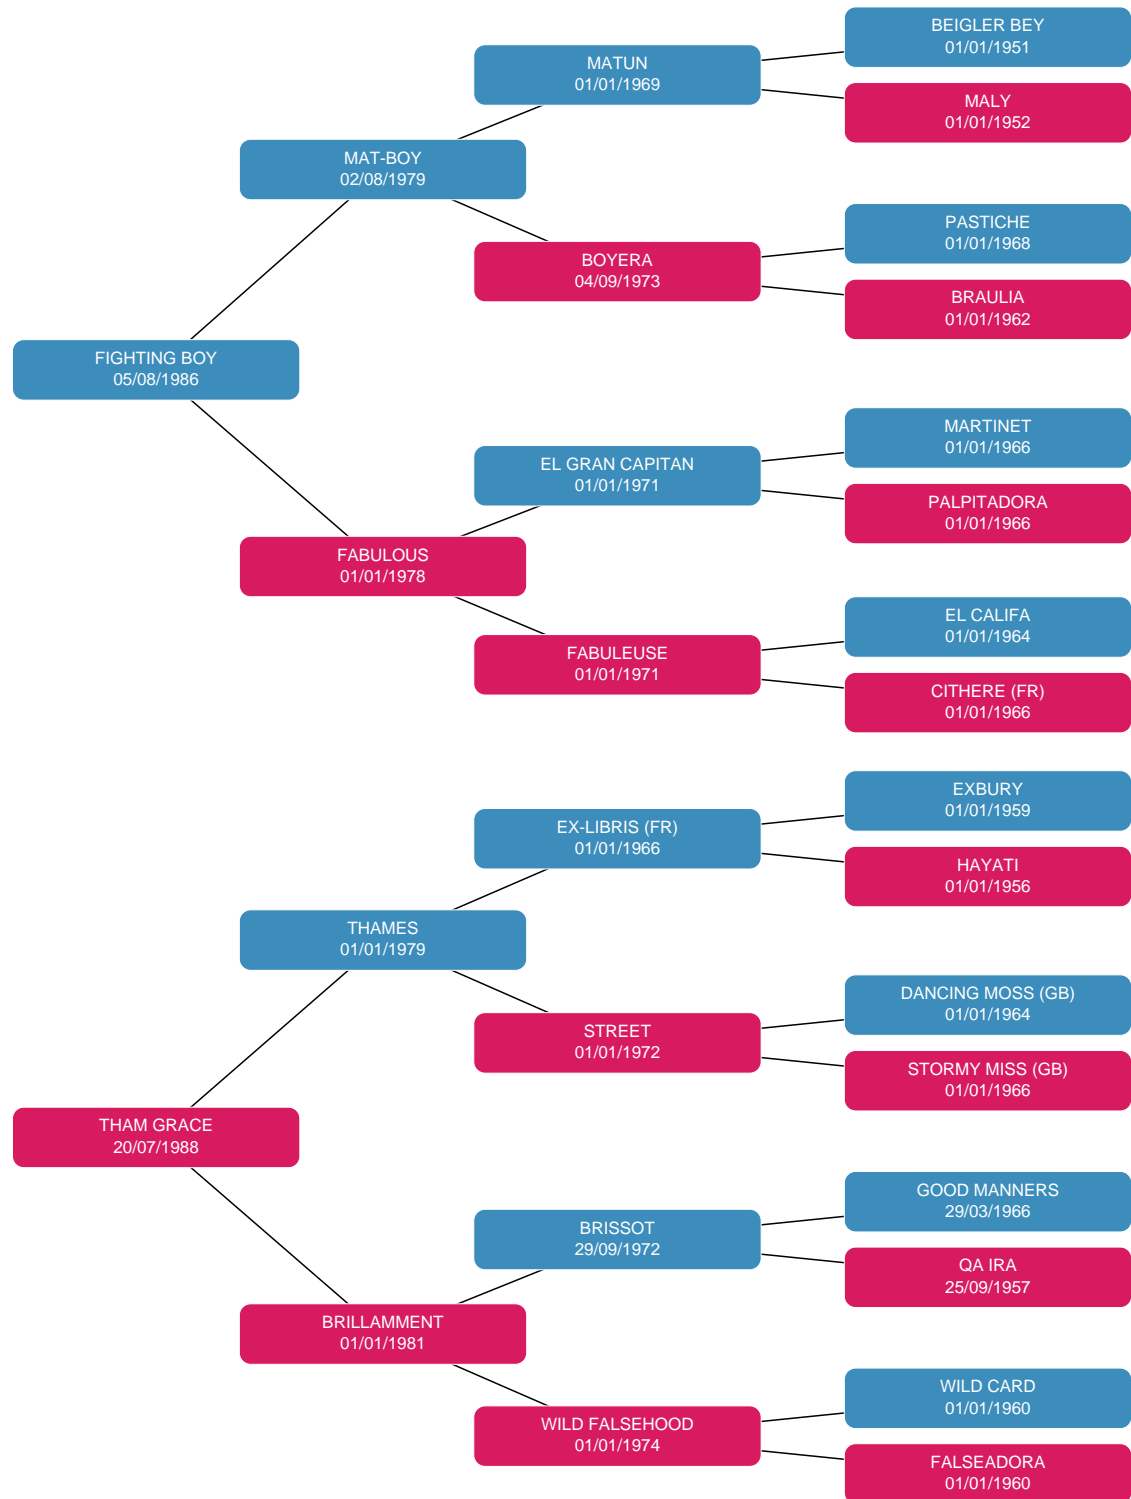 BEIGLER BEY
01/01/1951
MATUN
01/01/1969
MALY
01/01/1952
MAT-BOY
02/08/1979
PASTICHE
01/01/1968
BOYERA
04/09/1973
BRAULIA
01/01/1962
FIGHTING BOY
05/08/1986
MARTINET
01/01/1966
EL GRAN CAPITAN
01/01/1971
PALPITADORA
01/01/1966
FABULOUS
01/01/1978
EL CALIFA
01/01/1964
FABULEUSE
01/01/1971
CITHERE (FR)
01/01/1966
EXBURY
01/01/1959
EX-LIBRIS (FR)
01/01/1966
HAYATI
01/01/1956
THAMES
01/01/1979
DANCING MOSS (GB)
01/01/1964
STREET
01/01/1972
STORMY MISS (GB)
01/01/1966
THAM GRACE
20/07/1988
GOOD MANNERS
29/03/1966
BRISSOT
29/09/1972
QA IRA
25/09/1957
BRILLAMMENT
01/01/1981
WILD CARD
01/01/1960
WILD FALSEHOOD
01/01/1974
FALSEADORA
01/01/1960